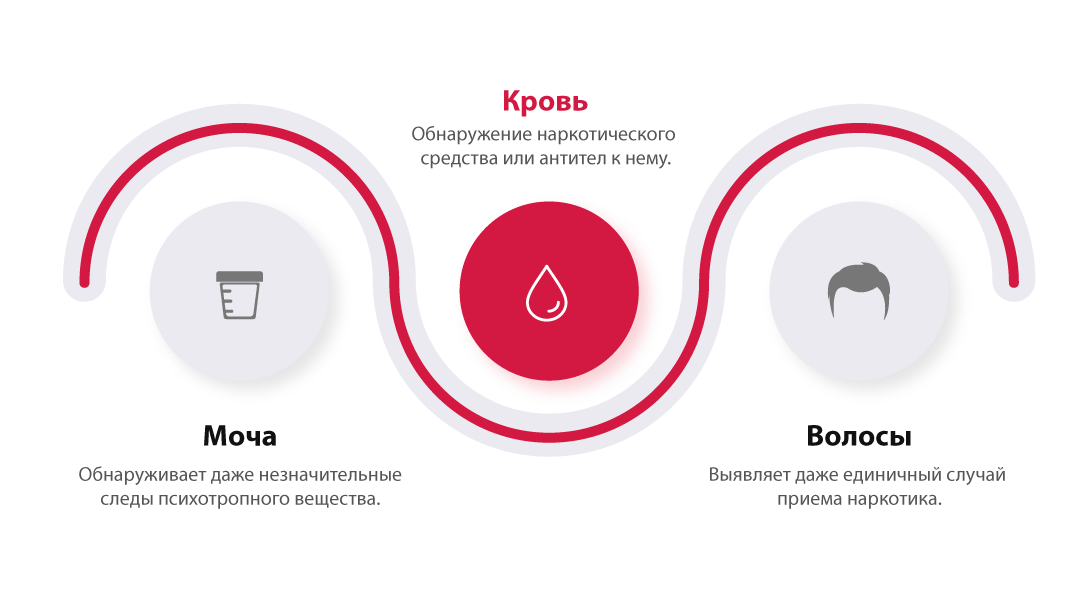 Кровь
Обнаружение наркотического
средства или антител к нему.
Моча
Обнаруживает даже незначительные
следы психотропного вещества.
Волосы
Выявляет даже единичный случай
приема наркотика.